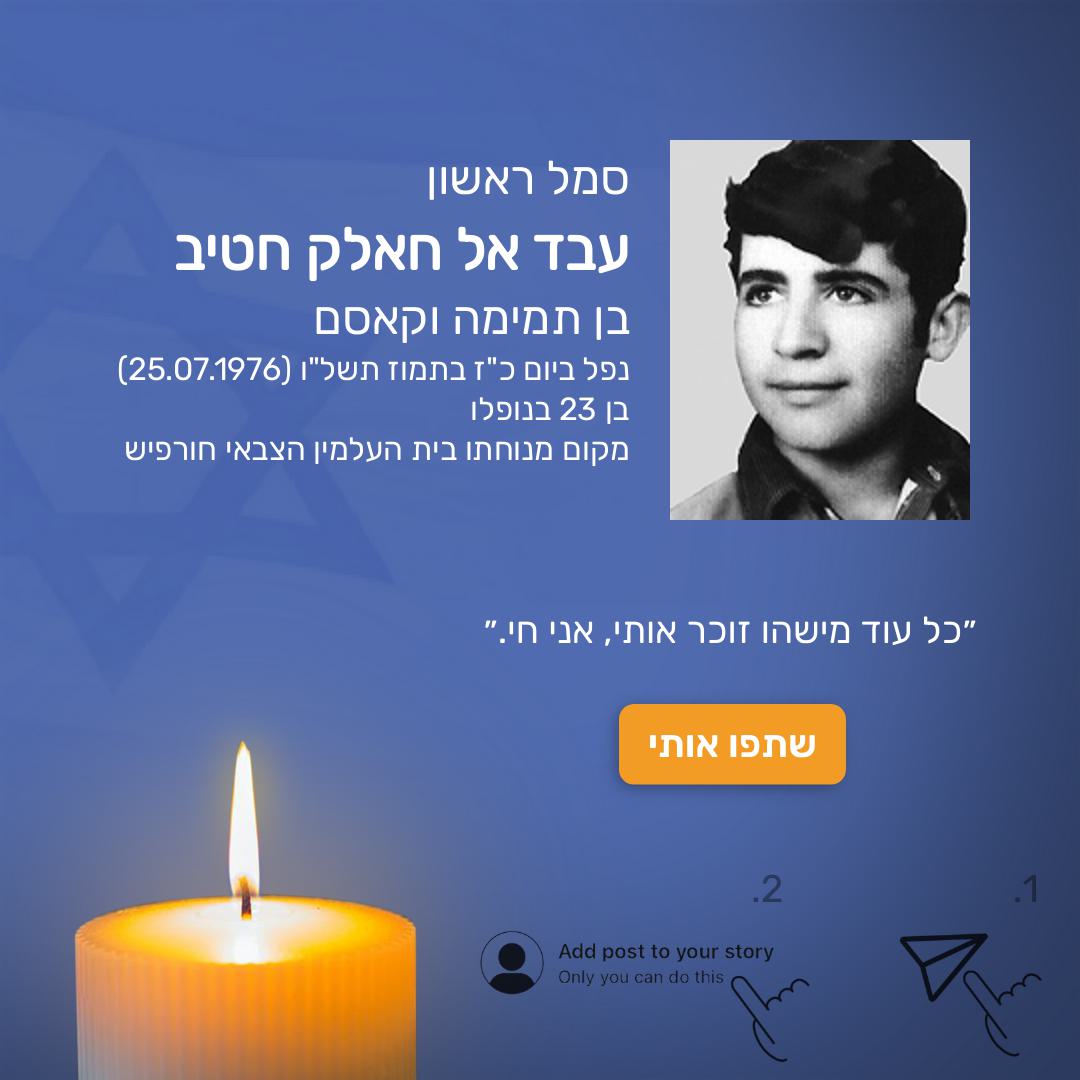 סמל ראשון
עבד אל חאלק חטיב
בן תמימה וקאסם
נפל ביום כ"ז בתמוז תשל"ו (25.07.1976)
בן 23 בנופלו
מקום מנוחתו בית העלמין הצבאי חורפיש
״כל עוד מישהו זוכר אותי, אני חי.״
שתפו אותי
1.
2.
Add post to your story
Only you can do this